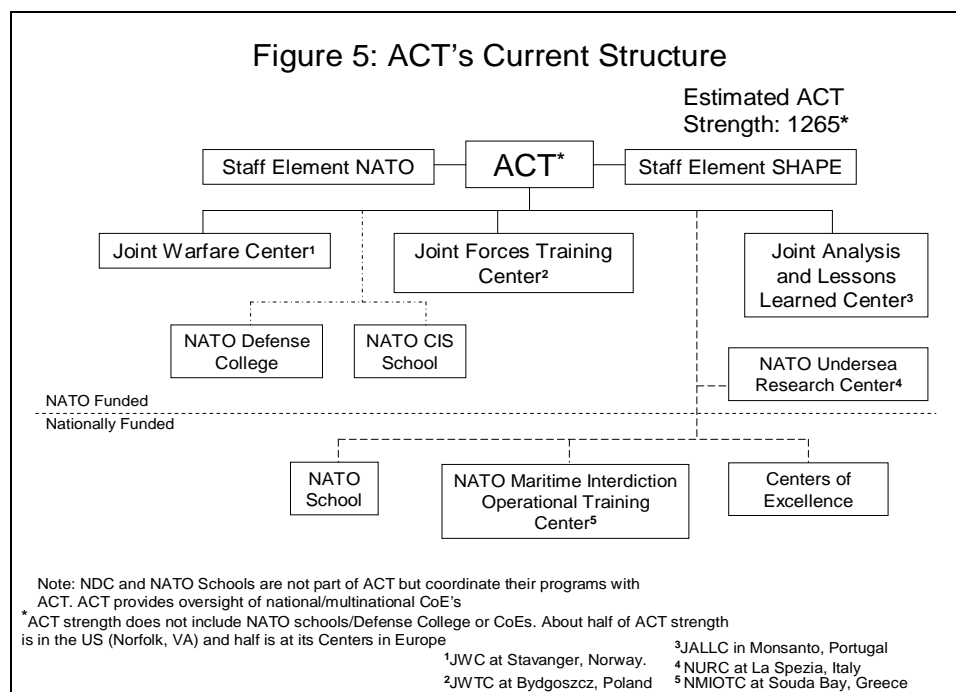 Figure 5: ACT's Current Structure
Estimated ACT
Strength: 1265*
Staff Element NATO
ACT*
Staff Element SHAPE
Joint Warfare Center¹
Joint Forces Training
Center²
Joint Analysis
and Lessons
Learned Center³
NATO Defense
College
NATO CIS
School
NATO Undersea
Research Center⁴
NATO Funded
Nationally Funded
NATO
School
NATO Maritime Interdiction
Operational Training
Center⁵
Centers of
Excellence
Note: NDC and NATO Schools are not part of ACT but coordinate their programs with
ACT. ACT provides oversight of national/multinational CoE's
*ACT strength does not include NATO schools/Defense College or CoEs. About half of ACT strength
is in the US (Norfolk, VA) and half is at its Centers in Europe
¹JWC at Stavanger, Norway.
²JWTC at Bydgoszcz, Poland
³JALLC in Monsanto, Portugal
⁴ NURC at La Spezia, Italy
⁵ NMIOTC at Souda Bay, Greece